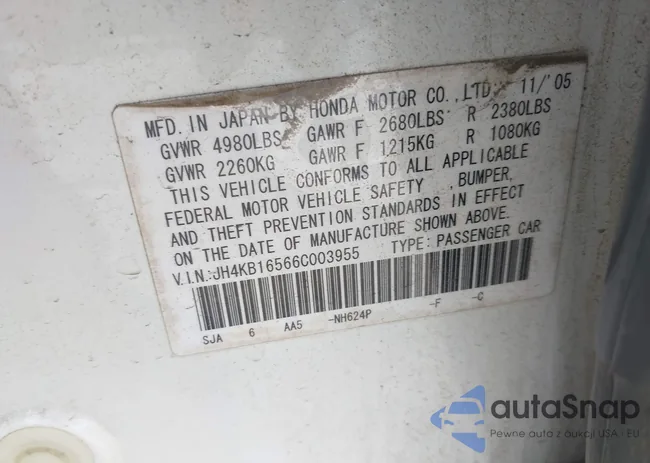 MFD. IN JAPAN BY HONDA MOTOR CO., LTD. 11/'05
GVWR 4980LBS GAWR F 2680LBS R 2380LBS
GVWR 2260KG GAWR F 1215KG R 1080KG
THIS VEHICLE CONFORMS TO ALL APPLICABLE
FEDERAL MOTOR VEHICLE SAFETY ,BUMPER,
AND THEFT PREVENTION STANDARDS IN EFFECT
ON THE DATE OF MANUFACTURE SHOWN ABOVE.
V.I.N.:JH4KB16566C003955 TYPE: PASSENGER CAR
SJA 6 AA5 -NH624P -F -C
autaSnap
Pewne auta z aukcji USA i EU